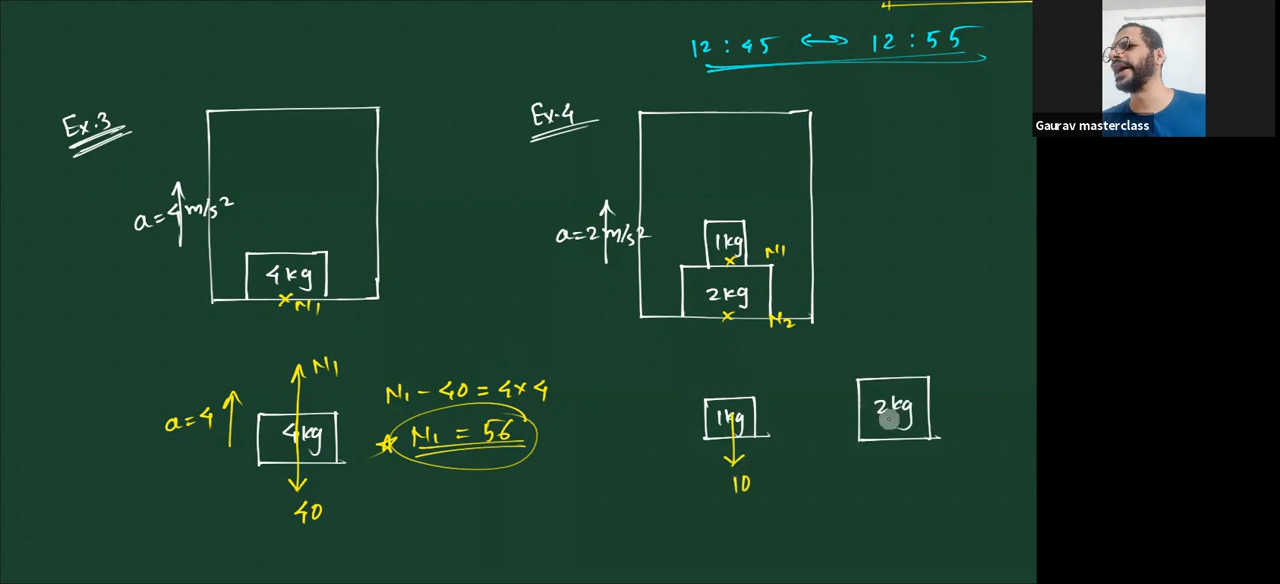 12 : 45 ↔ 12 : 55
Gaurav masterclass
Ex.3
a=4m/s²
4kg
N1
Ex.4
a=2m/s²
1kg
N1
2kg
N2
a=4
N1
4kg
40
N1 - 40 = 4×4
N1 = 56
1kg
10
2kg